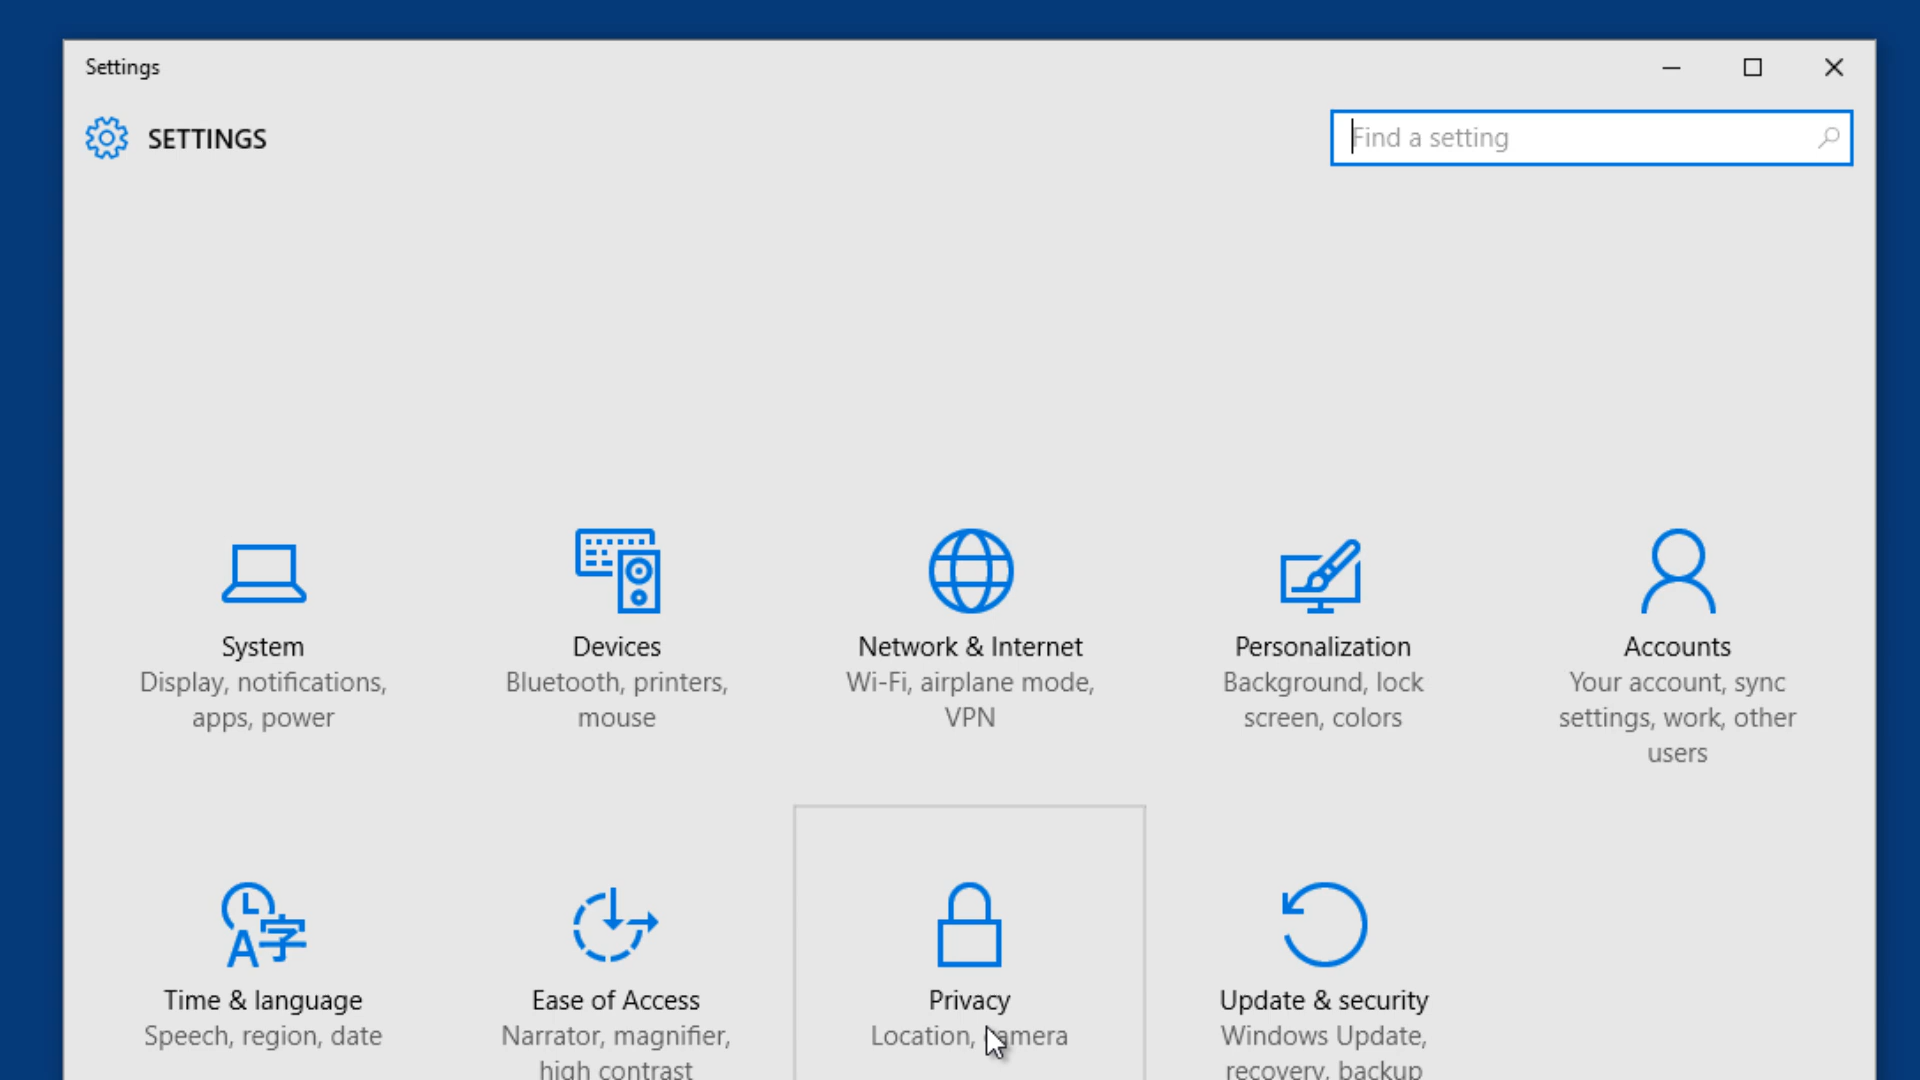 Settings
SETTINGS
Find a setting
System
Display, notifications,
apps, power
Devices
Bluetooth, printers,
mouse
Network & Internet
Wi-Fi, airplane mode,
VPN
Personalization
Background, lock
screen, colors
Accounts
Your account, sync
settings, work, other
users
Time & language
Speech, region, date
Ease of Access
Narrator, magnifier,
high contrast
Privacy
Location, camera
Update & security
Windows Update,
recovery, backup